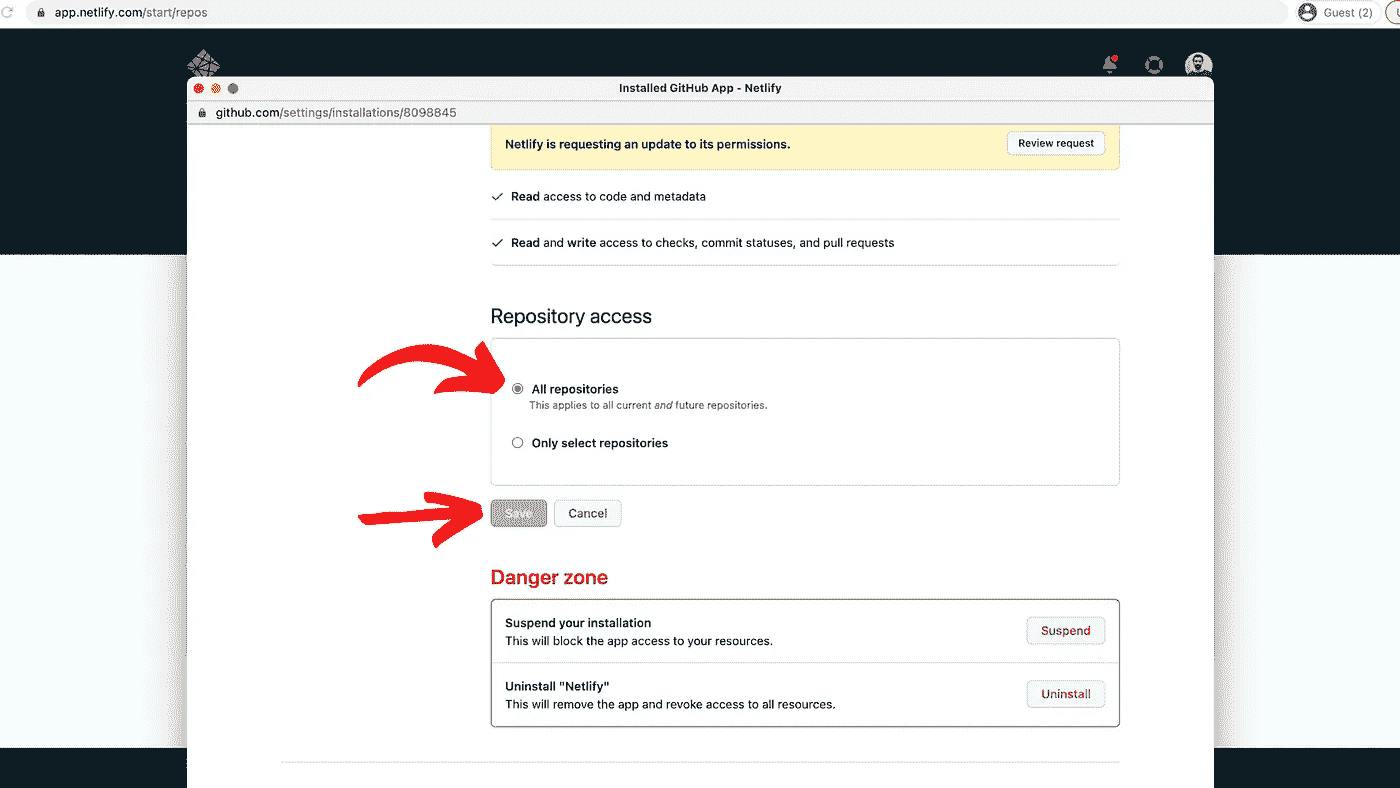 app.netlify.com/start/repos
Guest (2)
Installed GitHub App - Netlify
github.com/settings/installations/8098845
Netlify is requesting an update to its permissions.
Review request
Read access to code and metadata
Read and write access to checks, commit statuses, and pull requests
Repository access
All repositories
This applies to all current and future repositories.
Only select repositories
Save
Cancel
Danger zone
Suspend your installation
This will block the app access to your resources.
Suspend
Uninstall "Netlify"
This will remove the app and revoke access to all resources.
Uninstall